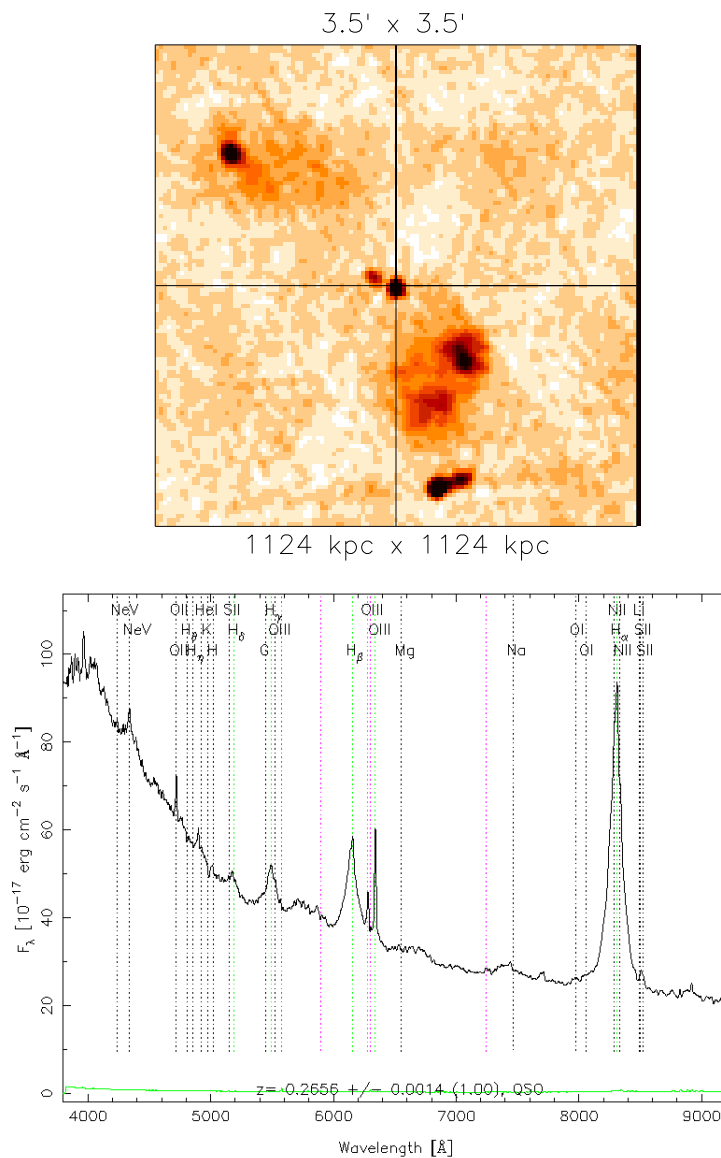 3.5' x 3.5'
1124 kpc x 1124 kpc
NeV OII HeI SII Hγ OIII NII Li
NeV Hθ K Hδ OIII OIII OI Hα SII
OII Hη H G Hβ Mg Na OI NII SII
100
80
60
40
20
0
Fλ [10⁻¹⁷ erg cm⁻² s⁻¹ Å⁻¹]
z= 0.2656 +/- 0.0014 (1.00), QSO
4000 5000 6000 7000 8000 9000
Wavelength [Å]